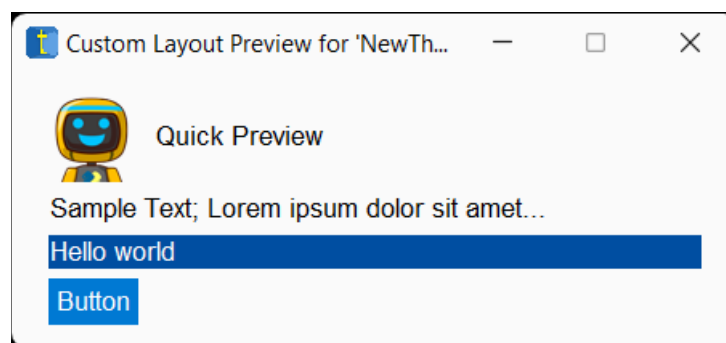 Custom Layout Preview for 'NewTh...
Quick Preview
Sample Text; Lorem ipsum dolor sit amet...
Hello world
Button